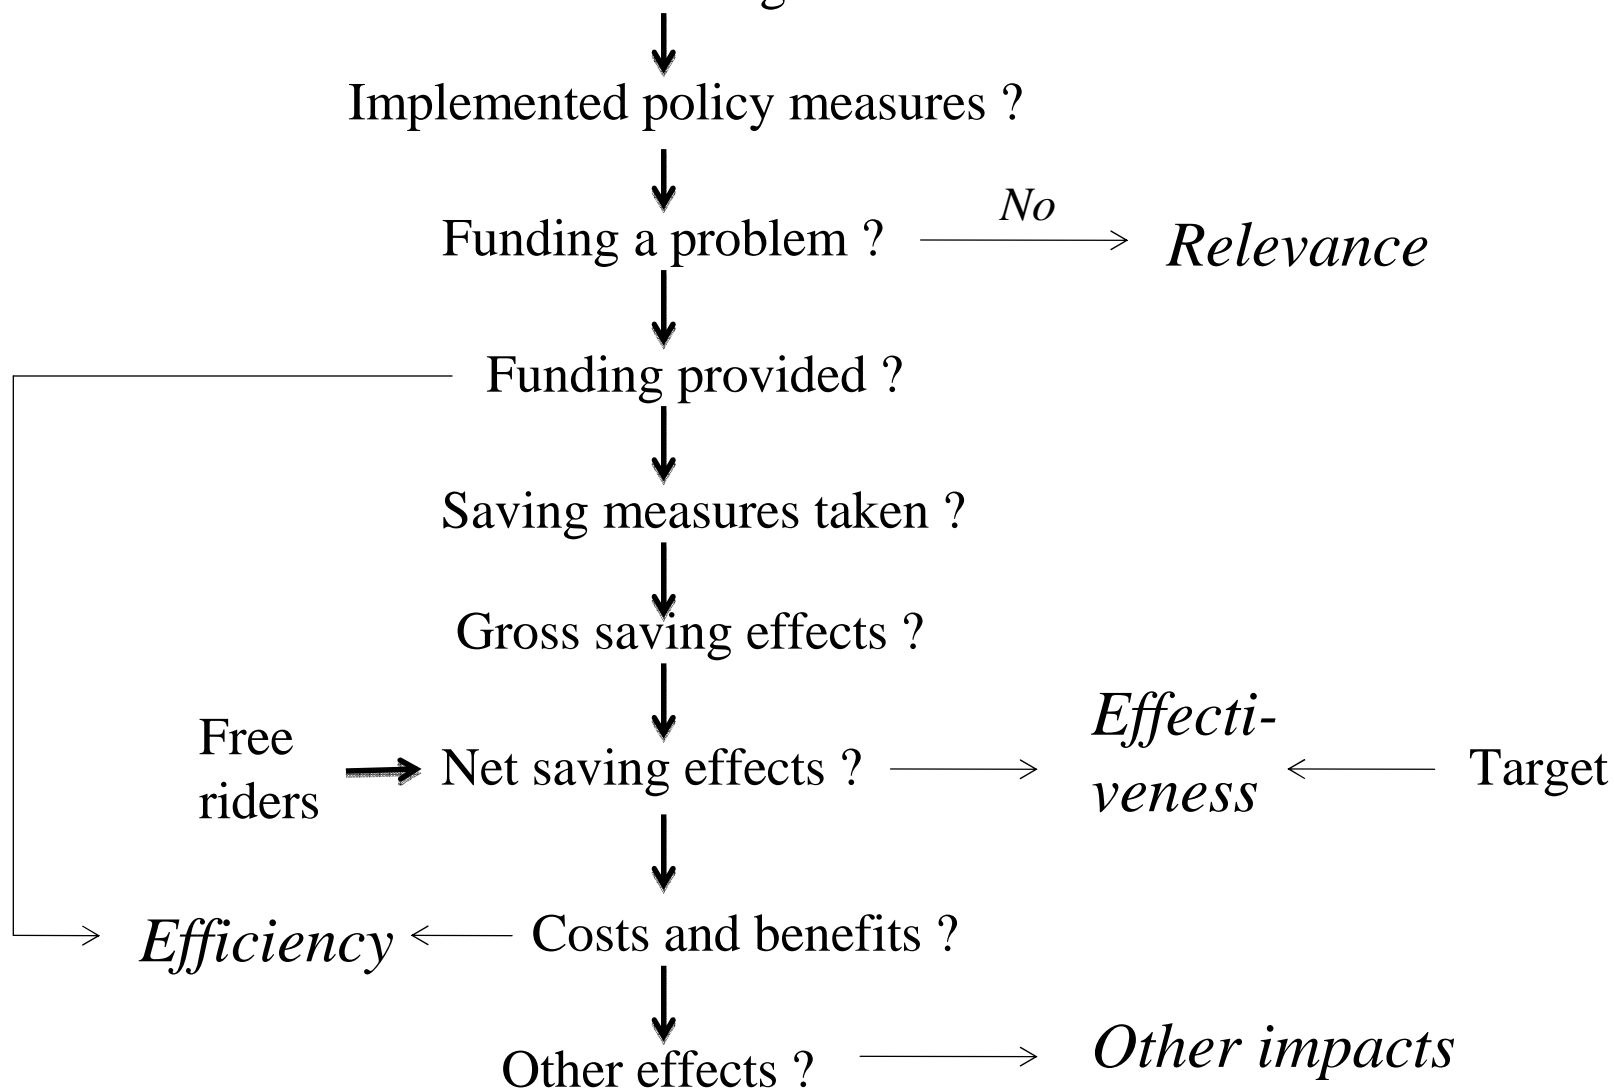 Implemented policy measures ?
No
Funding a problem ?
Relevance
Funding provided ?
Saving measures taken ?
Gross saving effects ?
Free
riders
Net saving effects ?
Effecti-
veness
Target
Efficiency
Costs and benefits ?
Other effects ?
Other impacts